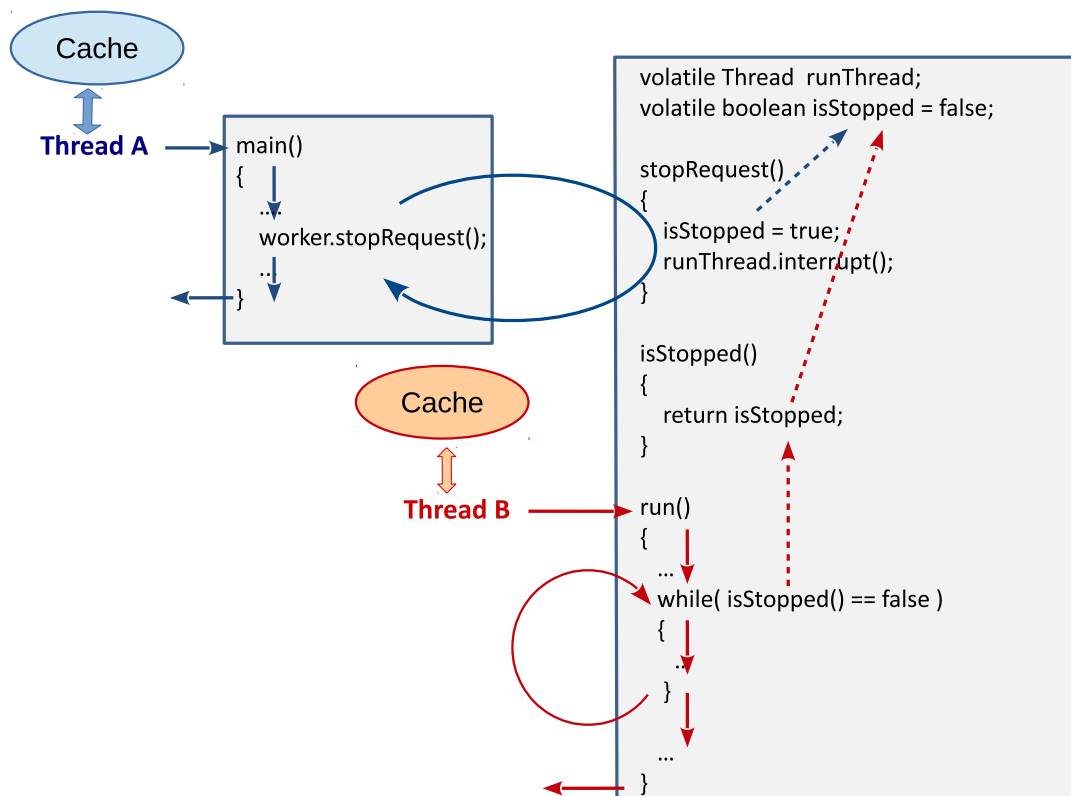 Cache
Thread A
main()
{
....
worker.stopRequest();
...
}
Cache
Thread B
volatile Thread runThread;
volatile boolean isStopped = false;
stopRequest()
{
isStopped = true;
runThread.interrupt();
}
isStopped()
{
return isStopped;
}
run()
{
...
while( isStopped() == false )
{
...
}
...
}